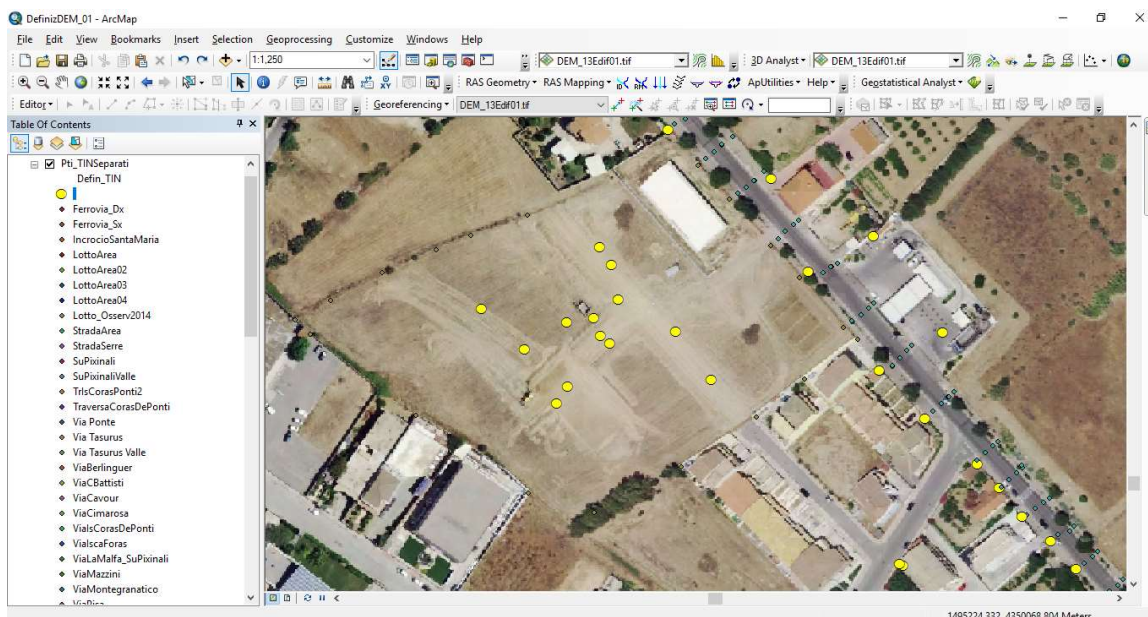 DefinizDEM_01 - ArcMap
File Edit View Bookmarks Insert Selection Geoprocessing Customize Windows Help
1:1,250 DEM_13Edif01.tif 3D Analyst DEM_13Edif01.tif
RAS Geometry RAS Mapping ApUtilities Help Geostatistical Analyst
Editor Georeferencing DEM_13Edif01.tif
Table Of Contents
Pti_TINSeparati
Defin_TIN
Ferrovia_Dx
Ferrovia_Sx
IncrocioSantaMaria
LottoArea
LottoArea02
LottoArea03
LottoArea04
Lotto_Osserv2014
StradaArea
StradaSerre
SuPixinali
SuPixinaliValle
TrlsCorasPonti2
TraversaCorasDePonti
Via Ponte
Via Tasurus
Via Tasurus Valle
ViaBerlinguer
ViaCBattisti
ViaCavour
ViaCimarosa
ViaIsCorasDePonti
ViaIscaForas
ViaLaMalfa_SuPixinali
ViaMazzini
ViaMontegranatico
ViaPisa
1495224,332 4350068,804 Meters